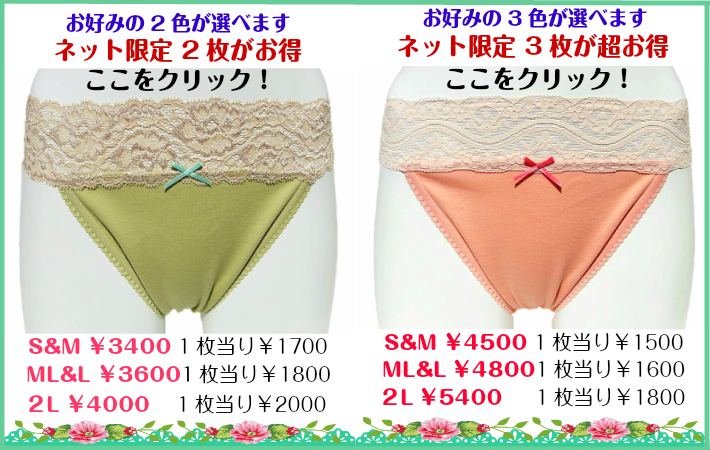 お好みの2色が選べます
ネット限定 2枚がお得
ここをクリック！
S&M ￥3400 1枚当り￥1700
ML&L ￥3600 1枚当り￥1800
2L ￥4000 1枚当り￥2000
お好みの3色が選べます
ネット限定 3枚が超お得
ここをクリック！
S&M ￥4500 1枚当り￥1500
ML&L ￥4800 1枚当り￥1600
2L ￥5400 1枚当り￥1800